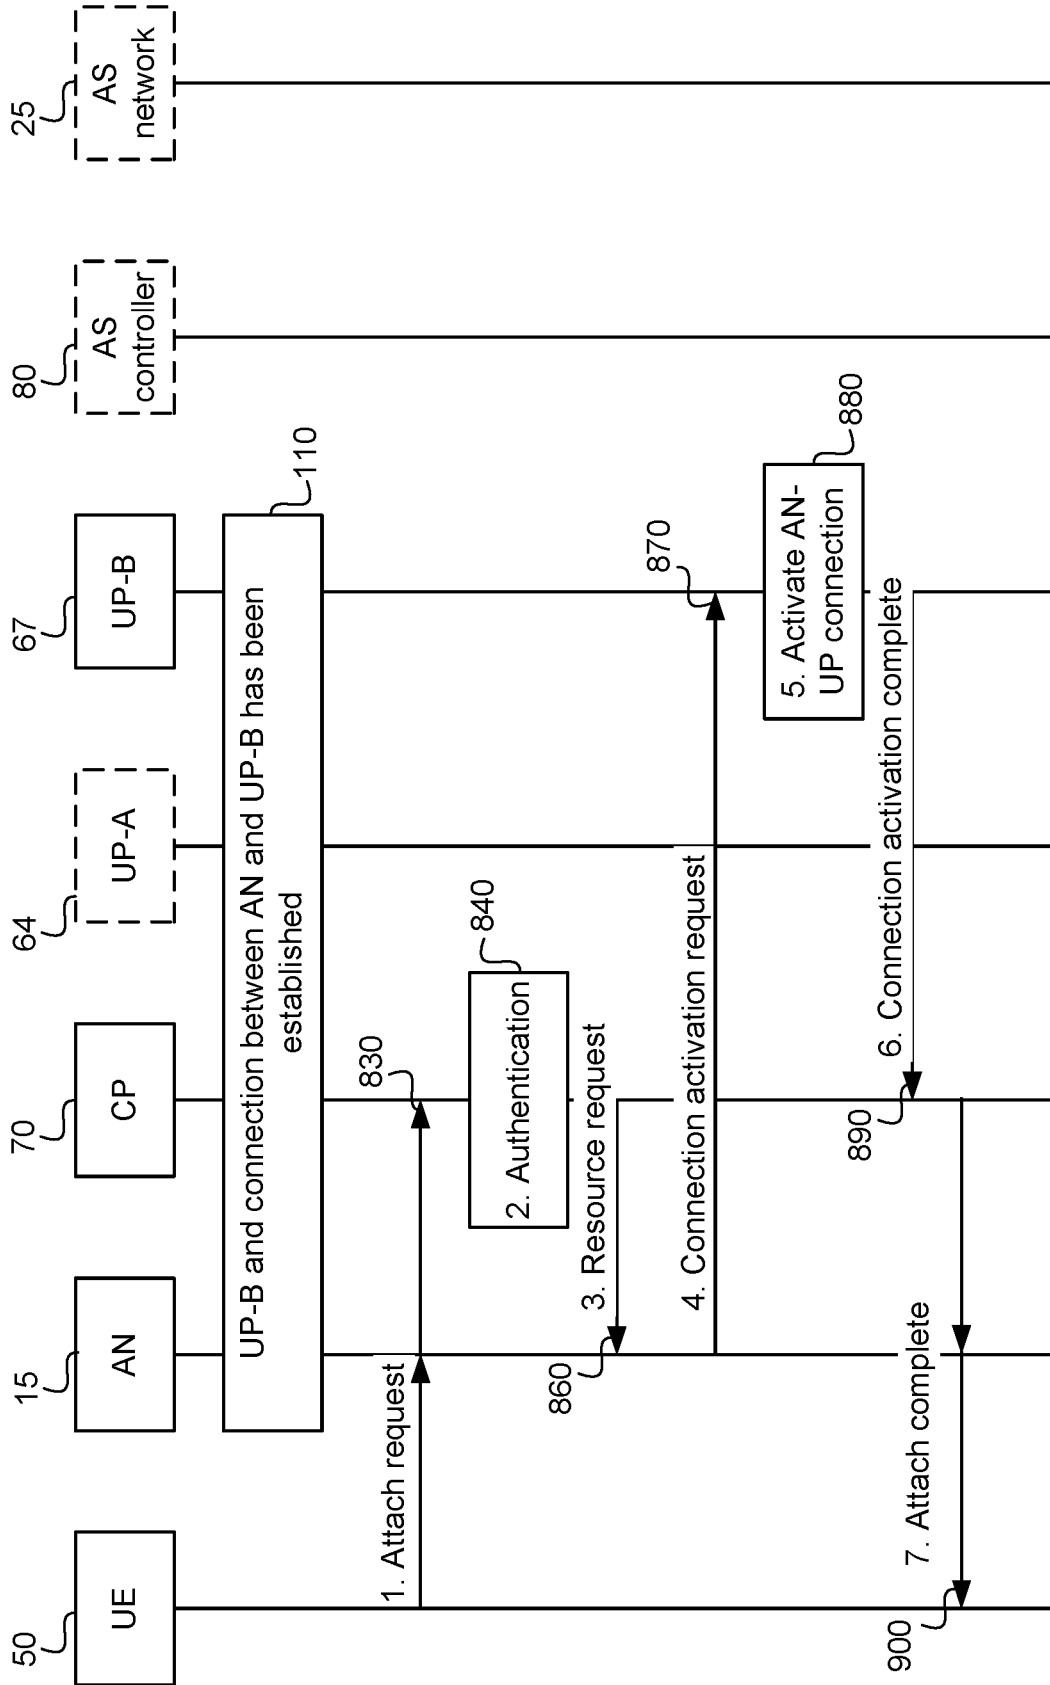 50
15
70
64
67
80
25
UE
AN
CP
UP-A
UP-B
AS
controller
AS
network
UP-B and connection between AN and UP-B has been
established
110
1. Attach request
830
2. Authentication
840
3. Resource request
860
4. Connection activation request
870
5. Activate AN-
UP connection
880
6. Connection activation complete
890
7. Attach complete
900